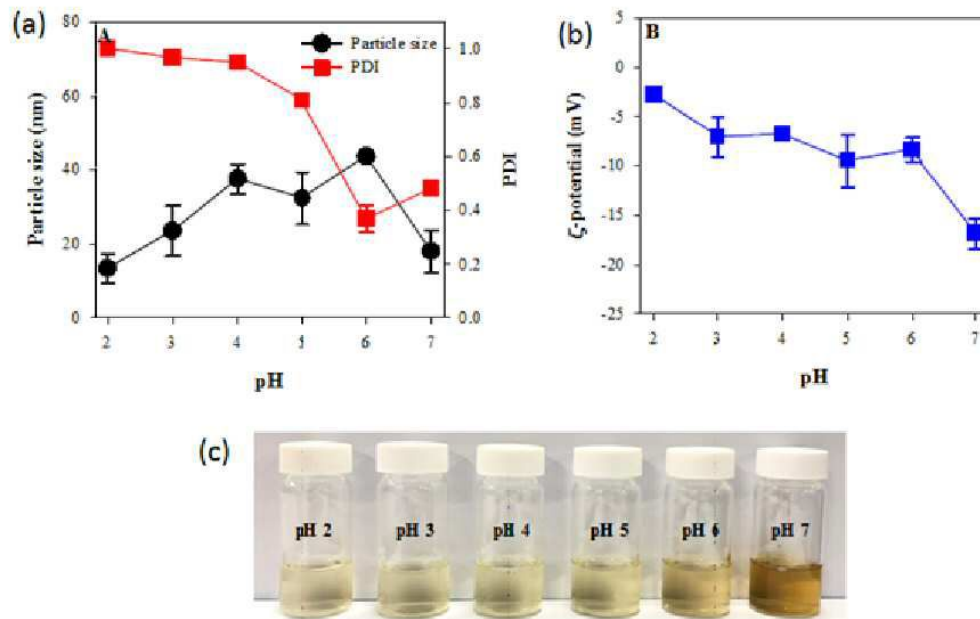 (a)
A
Particle size
PDI
80
60
40
20
0
Particle size (nm)
1.0
0.8
0.6
0.4
0.2
0.0
PDI
2 3 4 5 6 7
pH
(b)
B
-5
0
-5
-10
-15
-20
-25
ζ-potential (mV)
2 3 4 5 6 7
pH
(c)
pH 2 pH 3 pH 4 pH 5 pH 6 pH 7